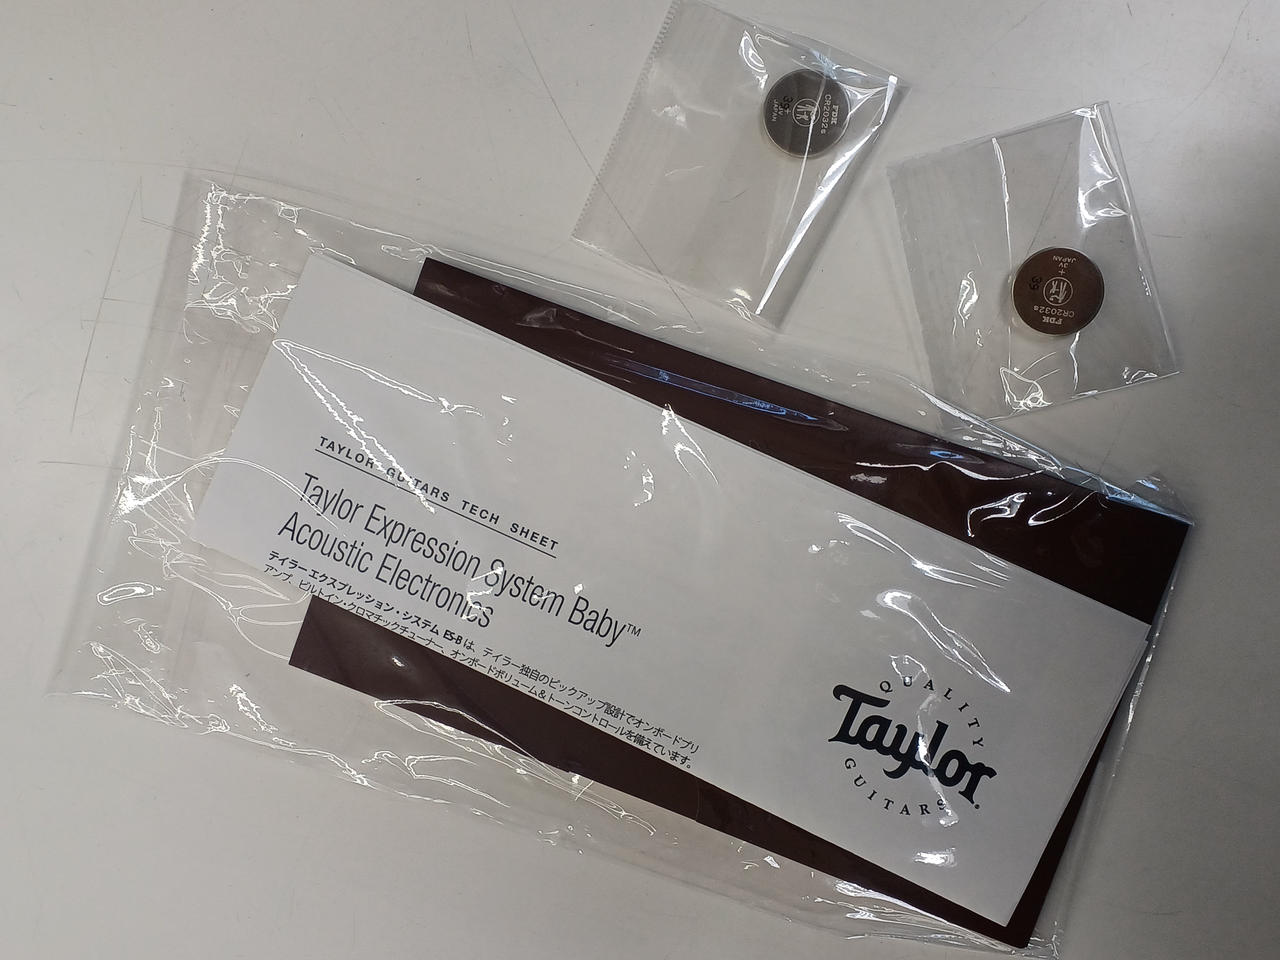 FDK
CR2032s
39
+
3V
JAPAN
3V
JAPAN
+
39
CR2032s
FDK
TAYLOR GUITARS TECH SHEET
Taylor Expression System Baby™
Acoustic Electronics
テイラー エクスプレッション・システム ES-B は、テイラー独自のピックアップ設計でオンボードプリ
アンプ、ビルトイン・クロマチックチューナー、オンボードボリューム＆トーンコントロールを備えています。
QUALITY
Taylor
GUITARS